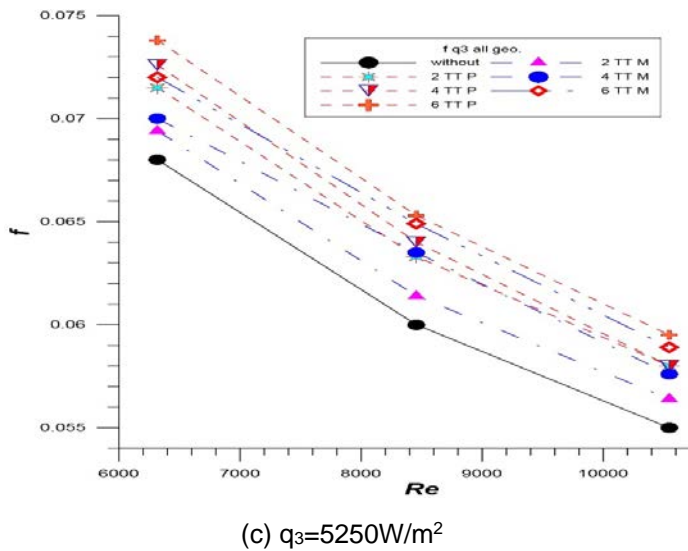 0.075
0.07
0.065
0.06
0.055
f
f q3 all geo.
without
2 TT M
2 TT P
4 TT M
4 TT P
6 TT M
6 TT P
6000 7000 8000 9000 10000
Re
(c) q₃=5250W/m²